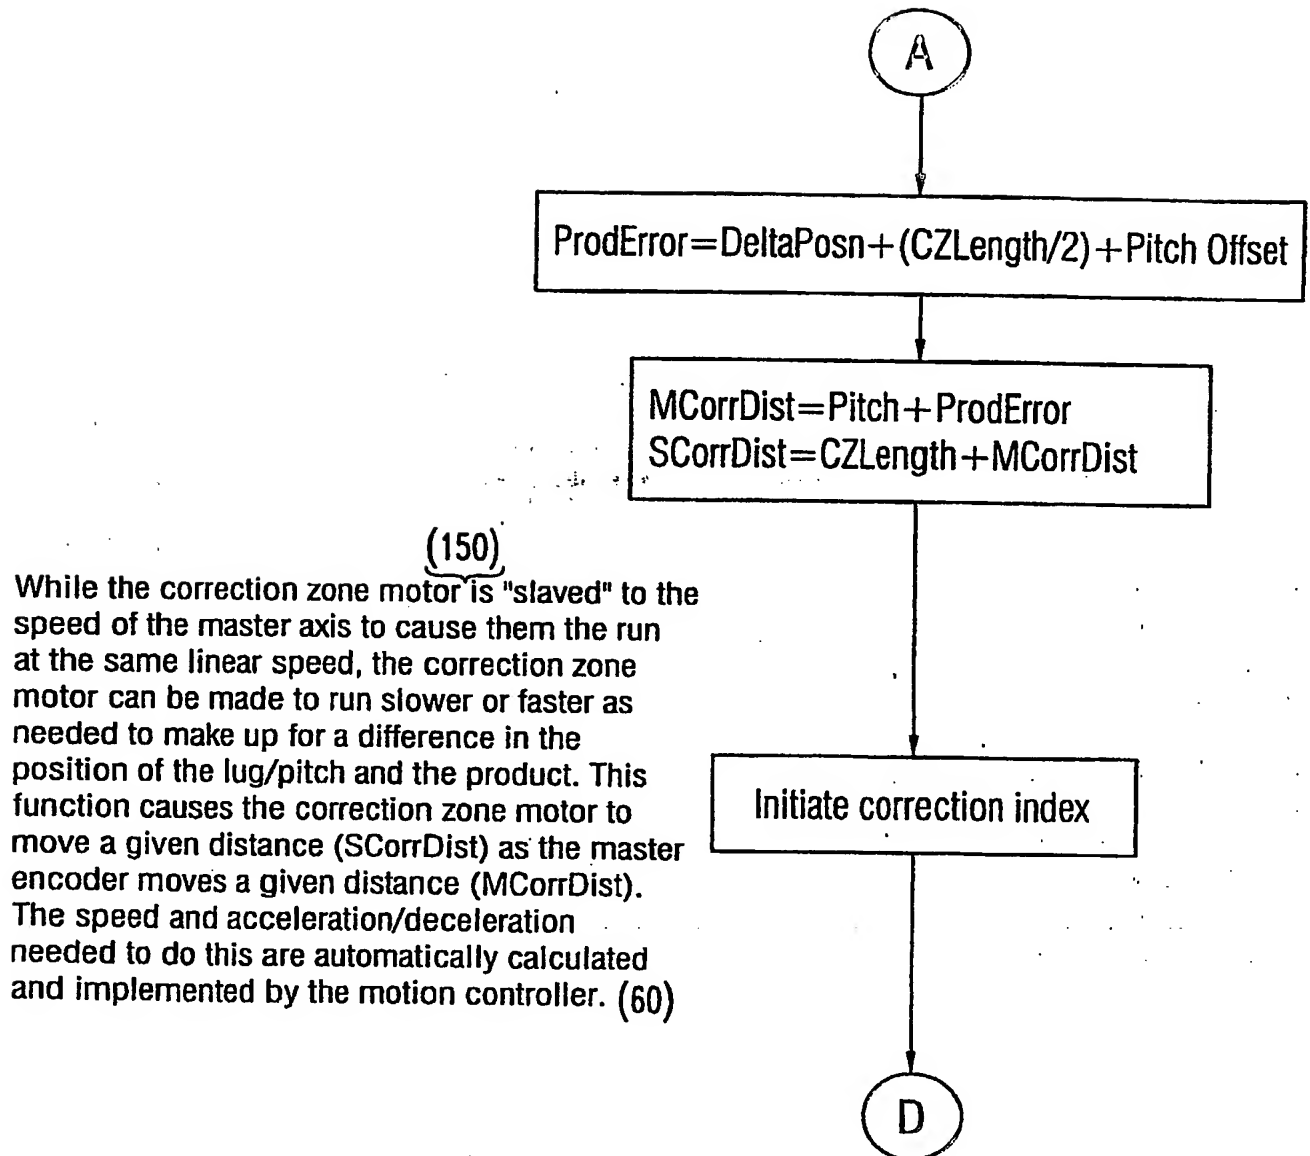 A
ProdError=DeltaPosn+(CZLength/2)+Pitch Offset
MCorrDist=Pitch+ProdError
SCorrDist=CZLength+MCorrDist
(150)
While the correction zone motor is "slaved" to the
speed of the master axis to cause them the run
at the same linear speed, the correction zone
motor can be made to run slower or faster as
needed to make up for a difference in the
position of the lug/pitch and the product. This
function causes the correction zone motor to
move a given distance (SCorrDist) as the master
encoder moves a given distance (MCorrDist).
The speed and acceleration/deceleration
needed to do this are automatically calculated
and implemented by the motion controller. (60)
Initiate correction index
D